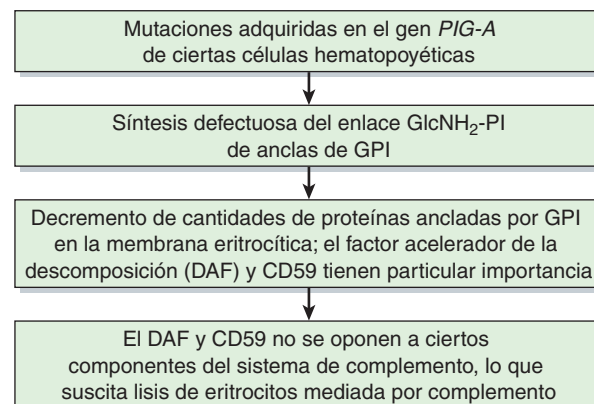 Mutaciones adquiridas en el gen PIG-A
de ciertas células hematopoyéticas
Síntesis defectuosa del enlace GlcNH₂-PI
de anclas de GPI
Decremento de cantidades de proteínas ancladas por GPI
en la membrana eritrocítica; el factor acelerador de la
descomposición (DAF) y CD59 tienen particular importancia
El DAF y CD59 no se oponen a ciertos
componentes del sistema de complemento, lo que
suscita lisis de eritrocitos mediada por complemento